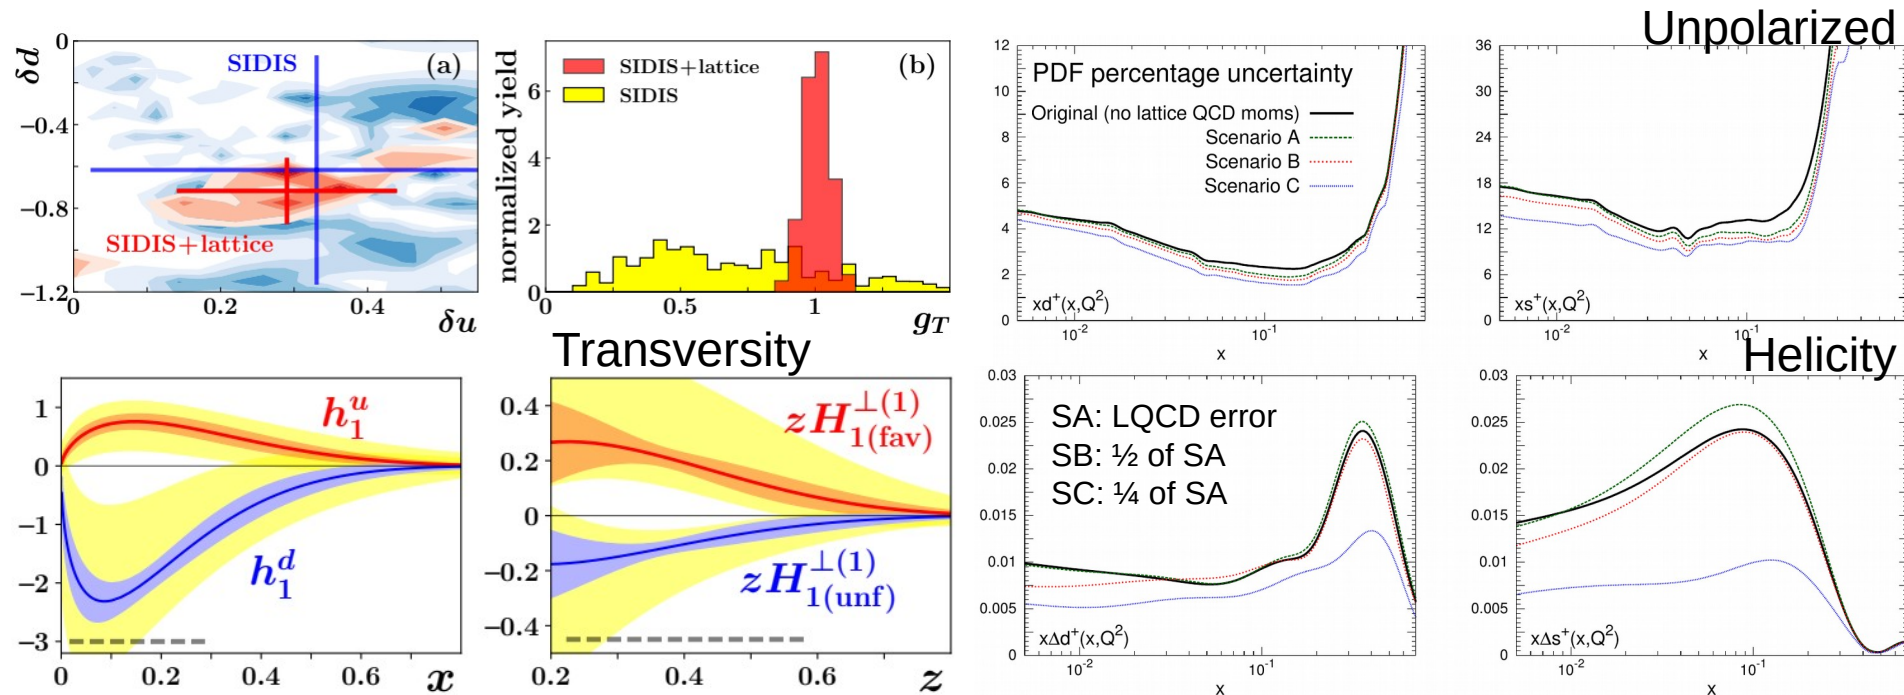 Unpolarized
0
−0.4
−0.8
−1.2
δd
SIDIS
(a)
SIDIS+lattice
0
0.2
0.4
δu
normalized yield
6
4
2
0
SIDIS+lattice
SIDIS
(b)
0
0.5
1
g_T
12
10
8
6
4
2
0
PDF percentage uncertainty
Original (no lattice QCD moms)
Scenario A
Scenario B
Scenario C
xd⁺(x,Q²)
10⁻²
10⁻¹
x
36
30
24
18
12
6
0
xs⁺(x,Q²)
10⁻²
10⁻¹
x
Transversity
Helicity
1
0
−1
−2
−3
h₁ᵘ
h₁ᵈ
0
0.2
0.4
0.6
x
0.4
0.2
0
−0.2
−0.4
zH₁₍fav₎^⊥(1)
zH₁₍unf₎^⊥(1)
0.2
0.4
0.6
z
0.03
0.025
0.02
0.015
0.01
0.005
0
SA: LQCD error
SB: ½ of SA
SC: ¼ of SA
xΔd⁺(x,Q²)
10⁻²
10⁻¹
x
0.03
0.025
0.02
0.015
0.01
0.005
0
xΔs⁺(x,Q²)
10⁻²
10⁻¹
x